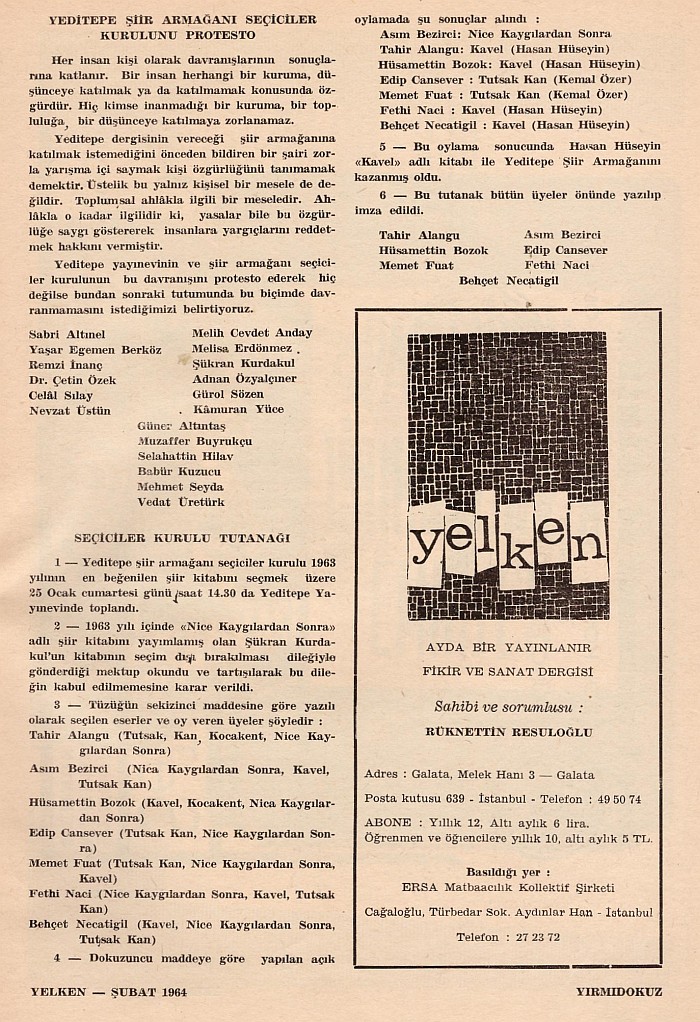 YEDİTEPE ŞİİR ARMAĞANI SEÇİCİLER
KURULUNU PROTESTO
Her insan kişi olarak davranışlarının sonuçla-
rına katlanır. Bir insan herhangi bir kuruma, dü-
şünceye katılmak ya da katılmamak konusunda öz-
gürdür. Hiç kimse inanmadığı bir kuruma, bir top-
luluğa, bir düşünceye katılmaya zorlanamaz.
Yeditepe dergisinin vereceği şiir armağanına
katılmak istemediğini önceden bildiren bir şairi zor-
la yarışma içi saymak kişi özgürlüğünü tanımamak
demektir. Üstelik bu yalnız kişisel bir mesele de de-
ğildir. Toplumsal ahlâkla ilgili bir meseledir. Ah-
lâkla o kadar ilgilidir ki, yasalar bile bu özgür-
lüğe saygı göstererek insanlara yargıçlarını reddet-
mek hakkını vermiştir.
Yeditepe yayınevinin ve şiir armağanı seçici-
ler kurulunun bu davranışını protesto ederek hiç
değilse bundan sonraki tutumunda bu biçimde dav-
ranmamasını istediğimizi belirtiyoruz.
Sabri Altınel Melih Cevdet Anday
Yaşar Egemen Berköz Melisa Erdönmez
Remzi İnanç Şükran Kurdakul
Dr. Çetin Özek Adnan Özyalçıner
Celâl Sılay Gürol Sözen
Nevzat Üstün Kâmuran Yüce
Güner Altıntaş
Muzaffer Buyrukçu
Selahattin Hilav
Babür Kuzucu
Mehmet Seyda
Vedat Üretürk
SEÇİCİLER KURULU TUTANAĞI
1 — Yeditepe şiir armağanı seçiciler kurulu 1963
yılının en beğenilen şiir kitabını seçmek üzere
25 Ocak cumartesi günü saat 14.30 da Yeditepe Ya-
yınevinde toplandı.
2 — 1963 yılı içinde «Nice Kaygılardan Sonra»
adlı şiir kitabını yayımlamış olan Şükran Kurda-
kul'un kitabının seçim dışı bırakılması dileğiyle
gönderdiği mektup okundu ve tartışılarak bu dile-
ğin kabul edilmemesine karar verildi.
3 — Tüzüğün sekizinci maddesine göre yazılı
olarak seçilen eserler ve oy veren üyeler şöyledir :
Tahir Alangu (Tutsak, Kan, Kocakent, Nice Kay-
gılardan Sonra)
Asım Bezirci (Nica Kaygılardan Sonra, Kavel,
Tutsak Kan)
Hüsamettin Bozok (Kavel, Kocakent, Nica Kaygılar-
dan Sonra)
Edip Cansever (Tutsak Kan, Nice Kaygılardan Son-
ra)
Memet Fuat (Tutsak Kan, Nice Kaygılardan Sonra,
Kavel)
Fethi Naci (Nice Kaygılardan Sonra, Kavel, Tutsak
Kan)
Behçet Necatigil (Kavel, Nice Kaygılardan Sonra,
Tutsak Kan)
4 — Dokuzuncu maddeye göre yapılan açık
oylamada şu sonuçlar alındı :
Asım Bezirci: Nice Kaygılardan Sonra
Tahir Alangu: Kavel (Hasan Hüseyin)
Hüsamettin Bozok: Kavel (Hasan Hüseyin)
Edip Cansever : Tutsak Kan (Kemal Özer)
Memet Fuat : Tutsak Kan (Kemal Özer)
Fethi Naci : Kavel (Hasan Hüseyin)
Behçet Necatigil : Kavel (Hasan Hüseyin)
5 — Bu oylama sonucunda Hasan Hüseyin
«Kavel» adlı kitabı ile Yeditepe Şiir Armağanını
kazanmış oldu.
6 — Bu tutanak bütün üyeler önünde yazılıp
imza edildi.
Tahir Alangu Asım Bezirci
Hüsamettin Bozok Edip Cansever
Memet Fuat Fethi Naci
Behçet Necatigil
yelken
AYDA BİR YAYINLANIR
FİKİR VE SANAT DERGİSİ
Sahibi ve sorumlusu :
RÜKNETTİN RESULOĞLU
Adres : Galata, Melek Hanı 3 — Galata
Posta kutusu 639 - İstanbul - Telefon : 49 50 74
ABONE : Yıllık 12, Altı aylık 6 lira.
Öğrenmen ve öğiencilere yıllık 10, altı aylık 5 TL.
Basıldığı yer :
ERSA Matbaacılık Kollektif Şirketi
Cağaloğlu, Türbedar Sok. Aydınlar Han - İstanbul
Telefon : 27 23 72
YELKEN — ŞUBAT 1964 YIRMIDOKUZ